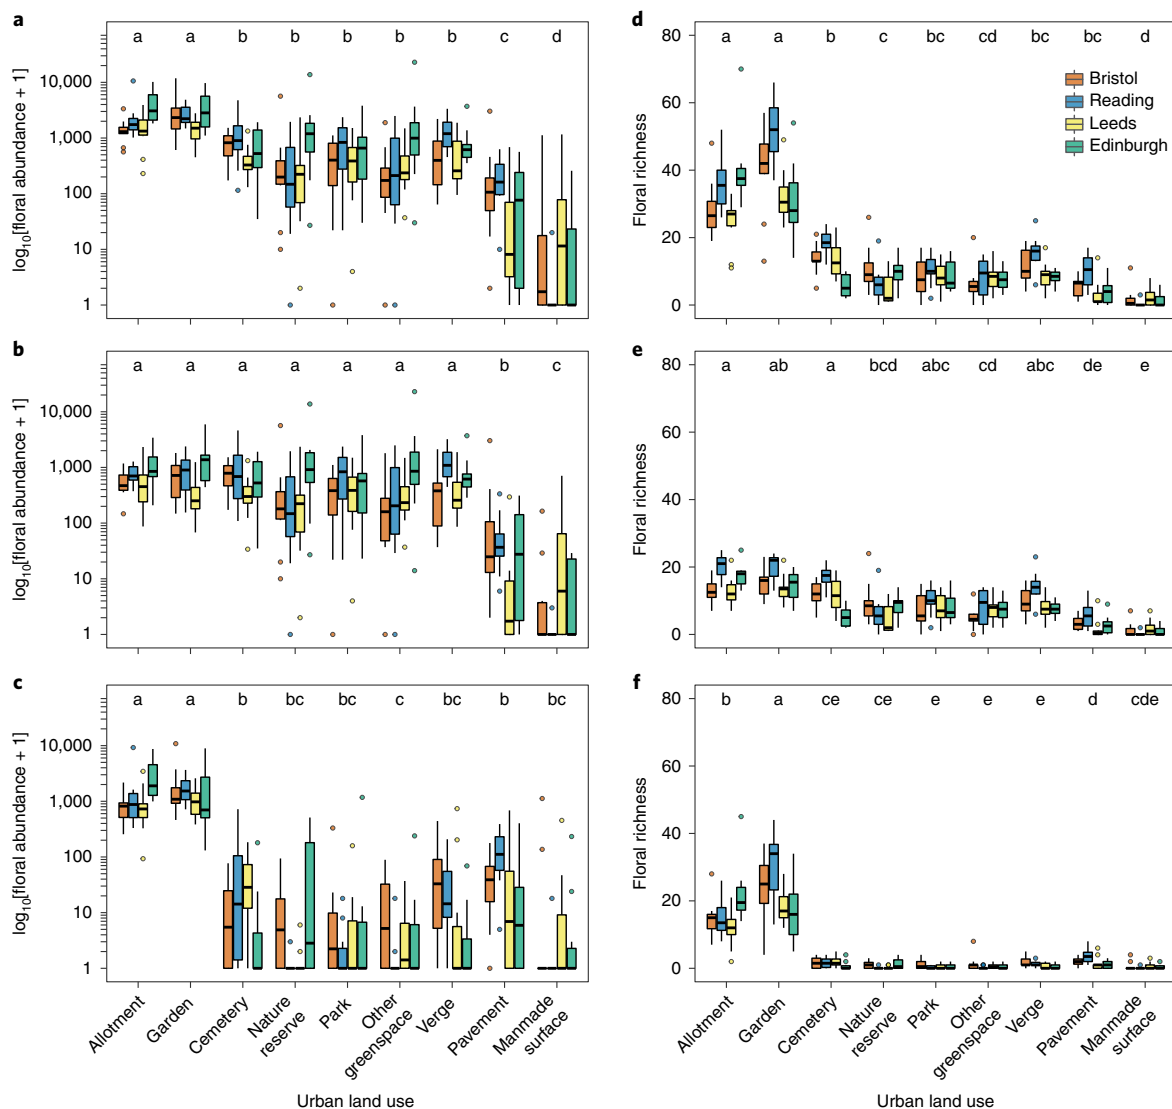 a
a a b b b b b c d
log10[floral abundance + 1]
10,000
1,000
100
10
1
d
a a b c bc cd bc bc d
Floral richness
80
60
40
20
0
Bristol
Reading
Leeds
Edinburgh
b
a a a a a a a b c
log10[floral abundance + 1]
10,000
1,000
100
10
1
e
a ab a bcd abc cd abc de e
Floral richness
80
60
40
20
0
c
a a b bc bc c bc b bc
log10[floral abundance + 1]
10,000
1,000
100
10
1
Allotment
Garden
Cemetery
Nature
reserve
Park
Other
greenspace
Verge
Pavement
Manmade
surface
Urban land use
f
b a ce ce e e e d cde
Floral richness
80
60
40
20
0
Allotment
Garden
Cemetery
Nature
reserve
Park
Other
greenspace
Verge
Pavement
Manmade
surface
Urban land use